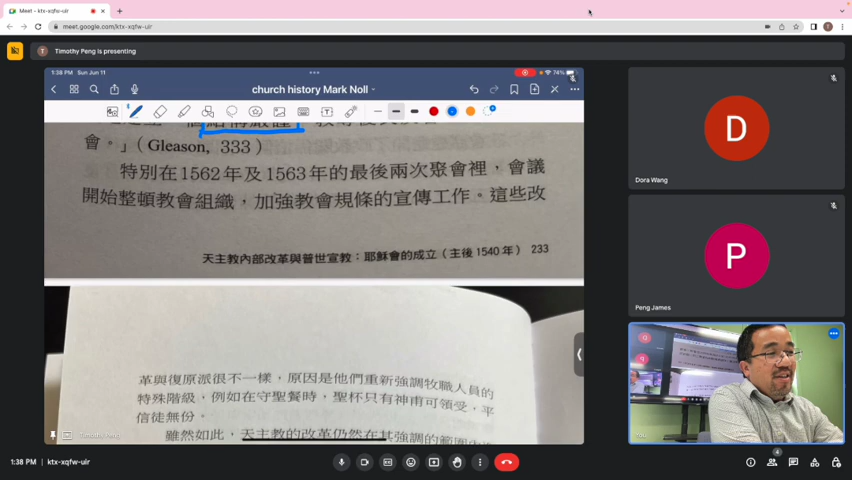 Meet - ktx-xqfw-uir
meet.google.com/ktx-xqfw-uir
T
Timothy Peng is presenting
1:38 PM Sun Jun 11
74%
church history Mark Noll
會。」(Gleason, 333)
特別在1562年及1563年的最後兩次聚會裡，會議
開始整頓教會組織，加強教會規條的宣傳工作。這些改
天主教內部改革與普世宣教：耶穌會的成立（主後1540年） 233
革與復原派很不一樣，原因是他們重新強調牧職人員的
特殊階級，例如在守聖餐時，聖杯只有神甫可領受，平
信徒無份。
雖然如此，天主教的改革仍然在其強調的範圍內
Timothy Peng
D
Dora Wang
P
Peng James
You
1:38 PM
ktx-xqfw-uir
4